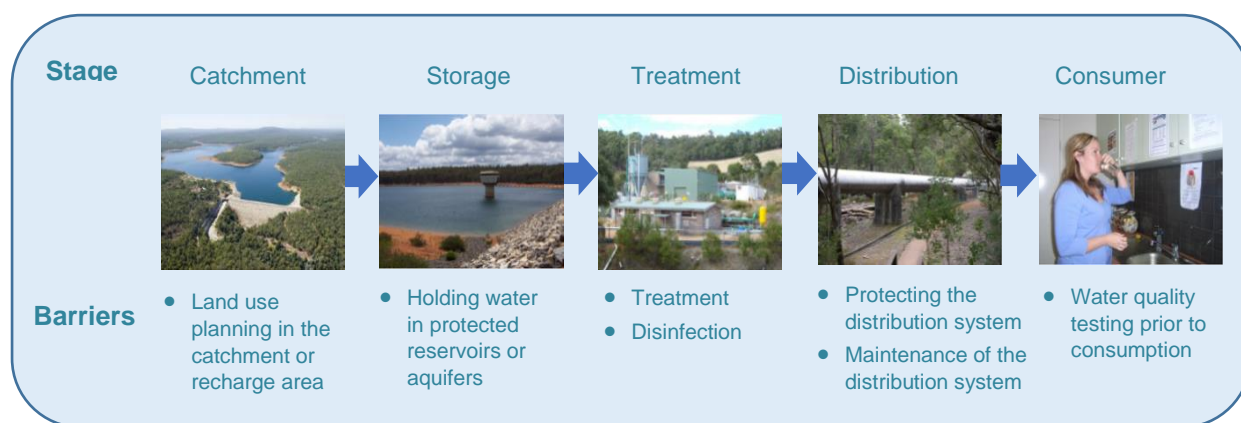 Stage
Catchment
Storage
Treatment
Distribution
Consumer
Barriers
• Land use
planning in the
catchment or
recharge area
• Holding water
in protected
reservoirs or
aquifers
• Treatment
• Disinfection
• Protecting the
distribution system
• Maintenance of the
distribution system
• Water quality
testing prior to
consumption